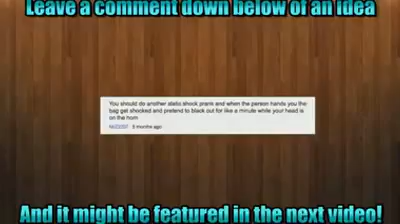 Leave a comment down below of an idea
You should do another static shock prank and when the person hands you the
bag get shocked and pretend to black out for like a minute while your head is
on the horn
5 months ago
And it might be featured in the next video!